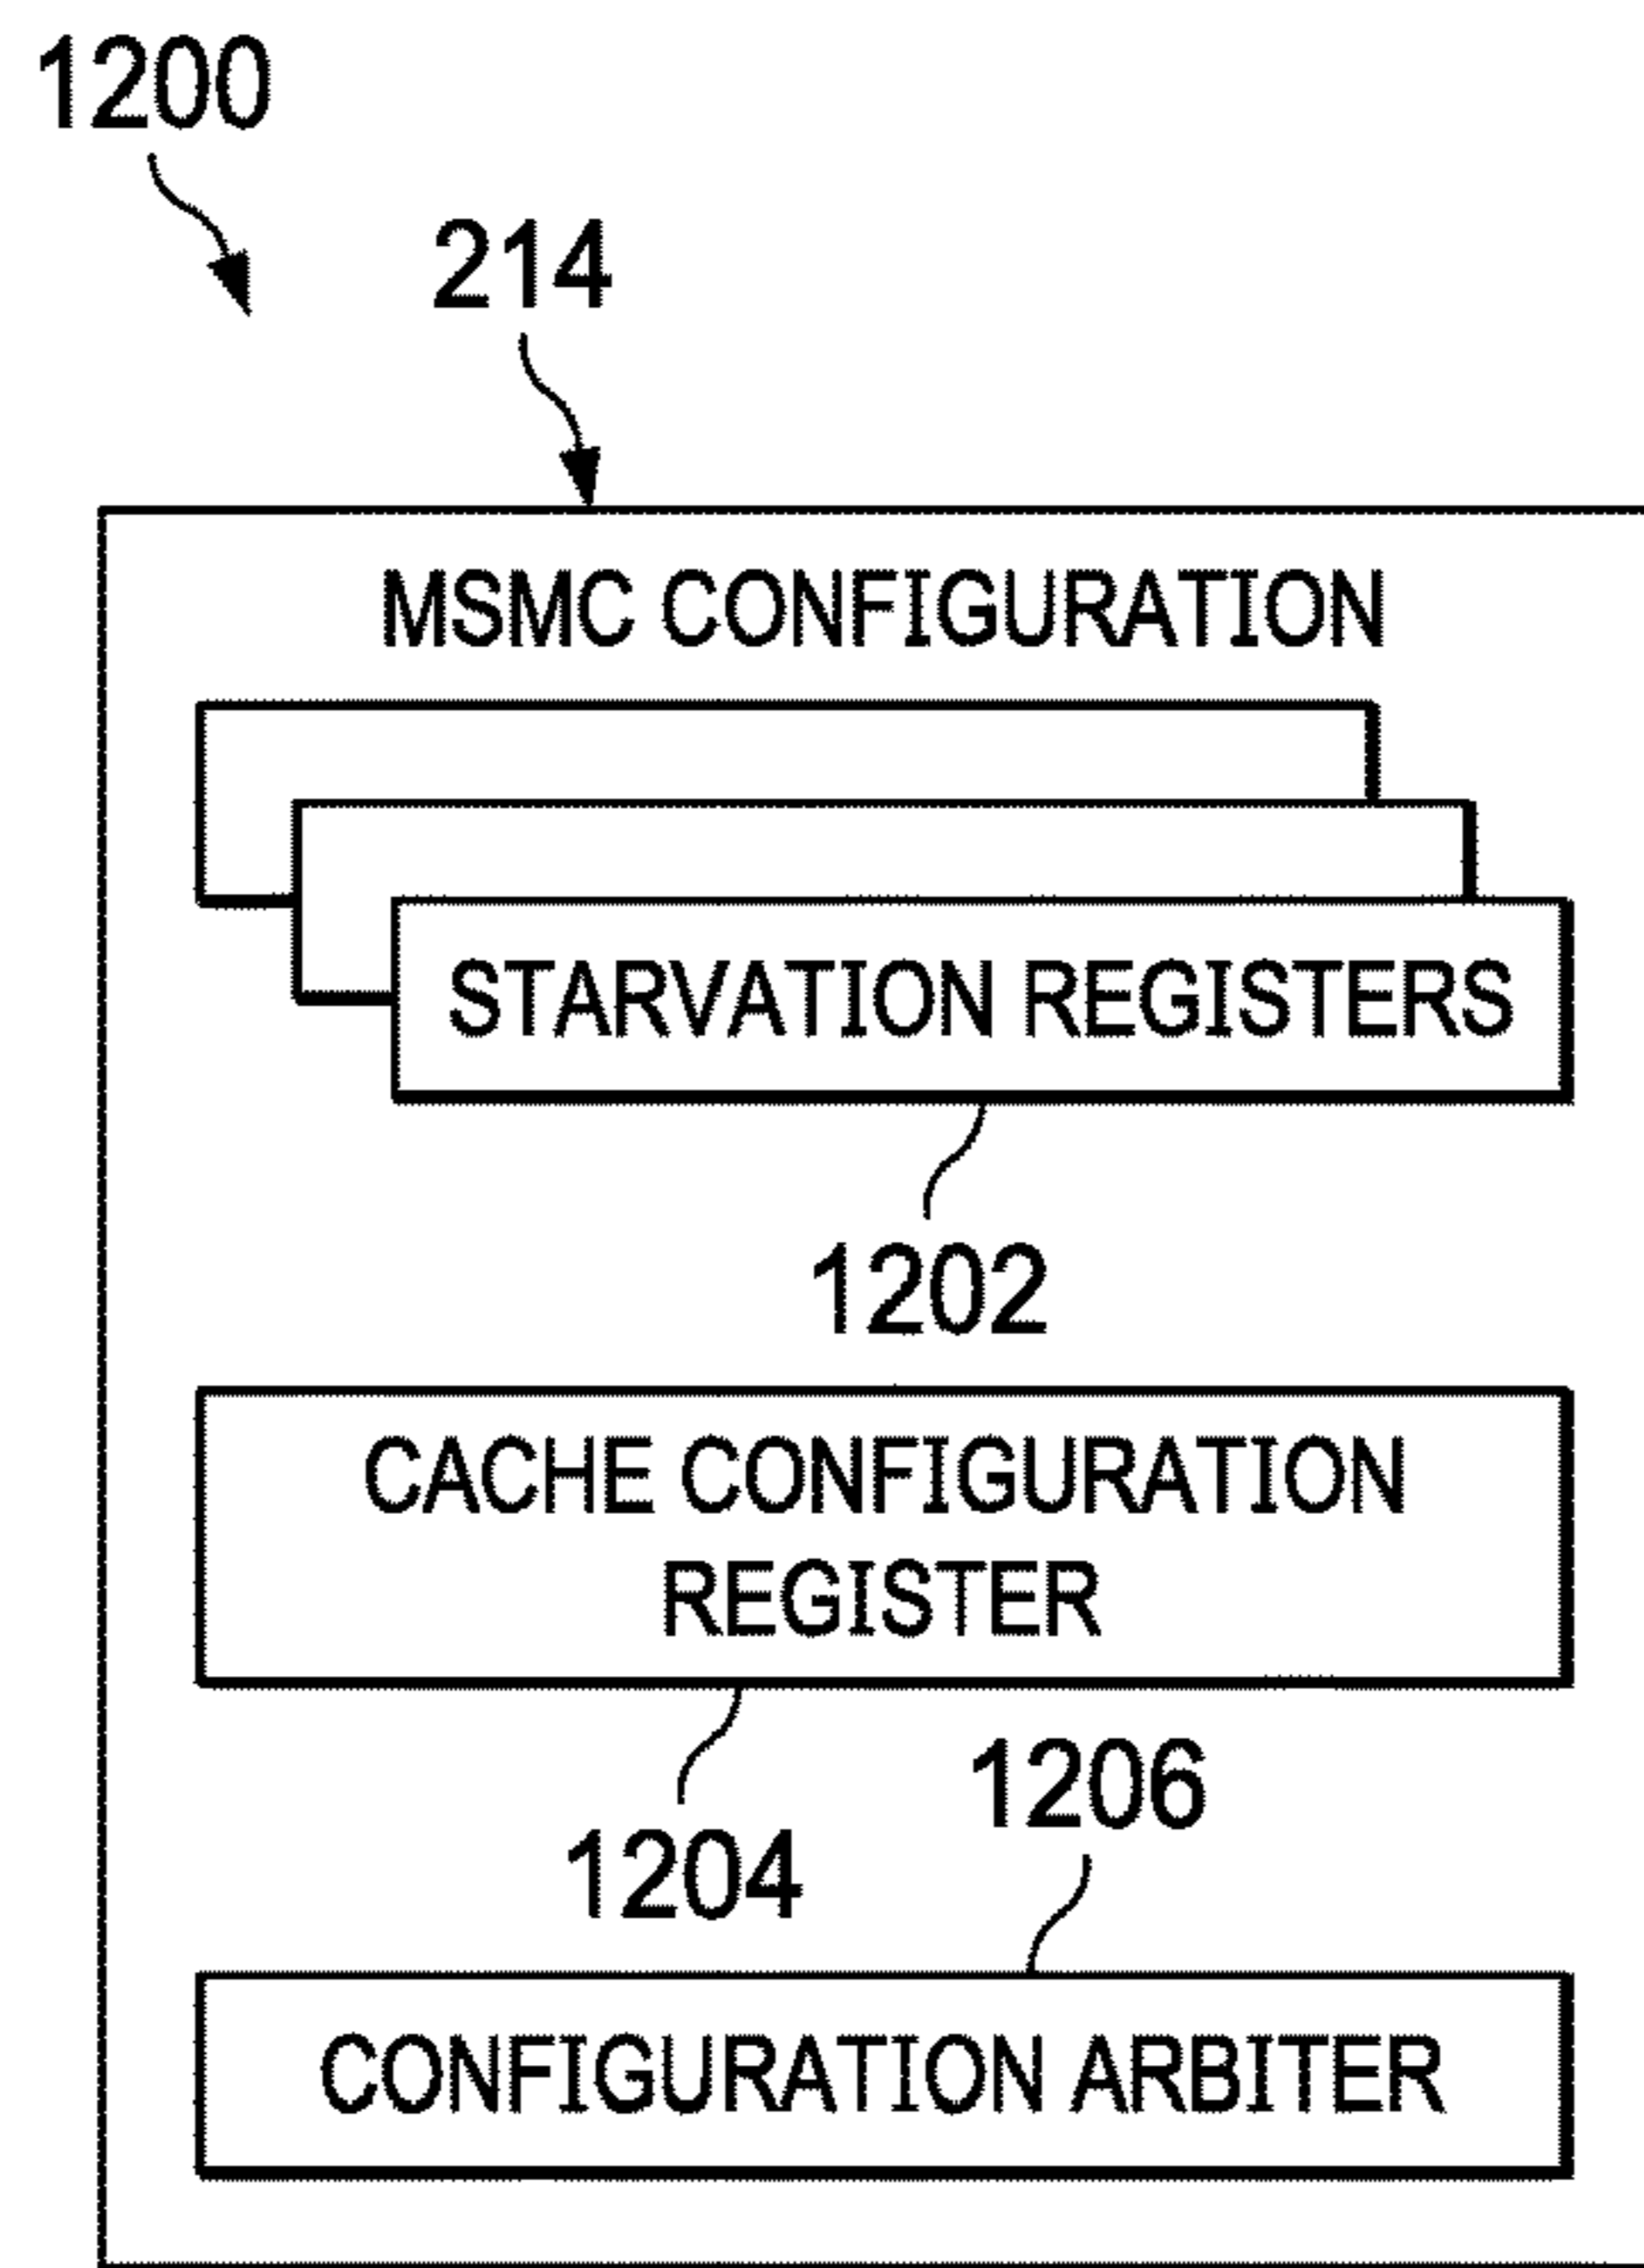 1200
214
MSMC CONFIGURATION
STARVATION REGISTERS
1202
CACHE CONFIGURATION
REGISTER
1206
1204
CONFIGURATION ARBITER